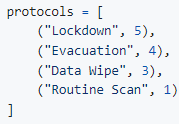 protocols = [
("Lockdown", 5),
("Evacuation", 4),
("Data Wipe", 3),
("Routine Scan", 1)
]